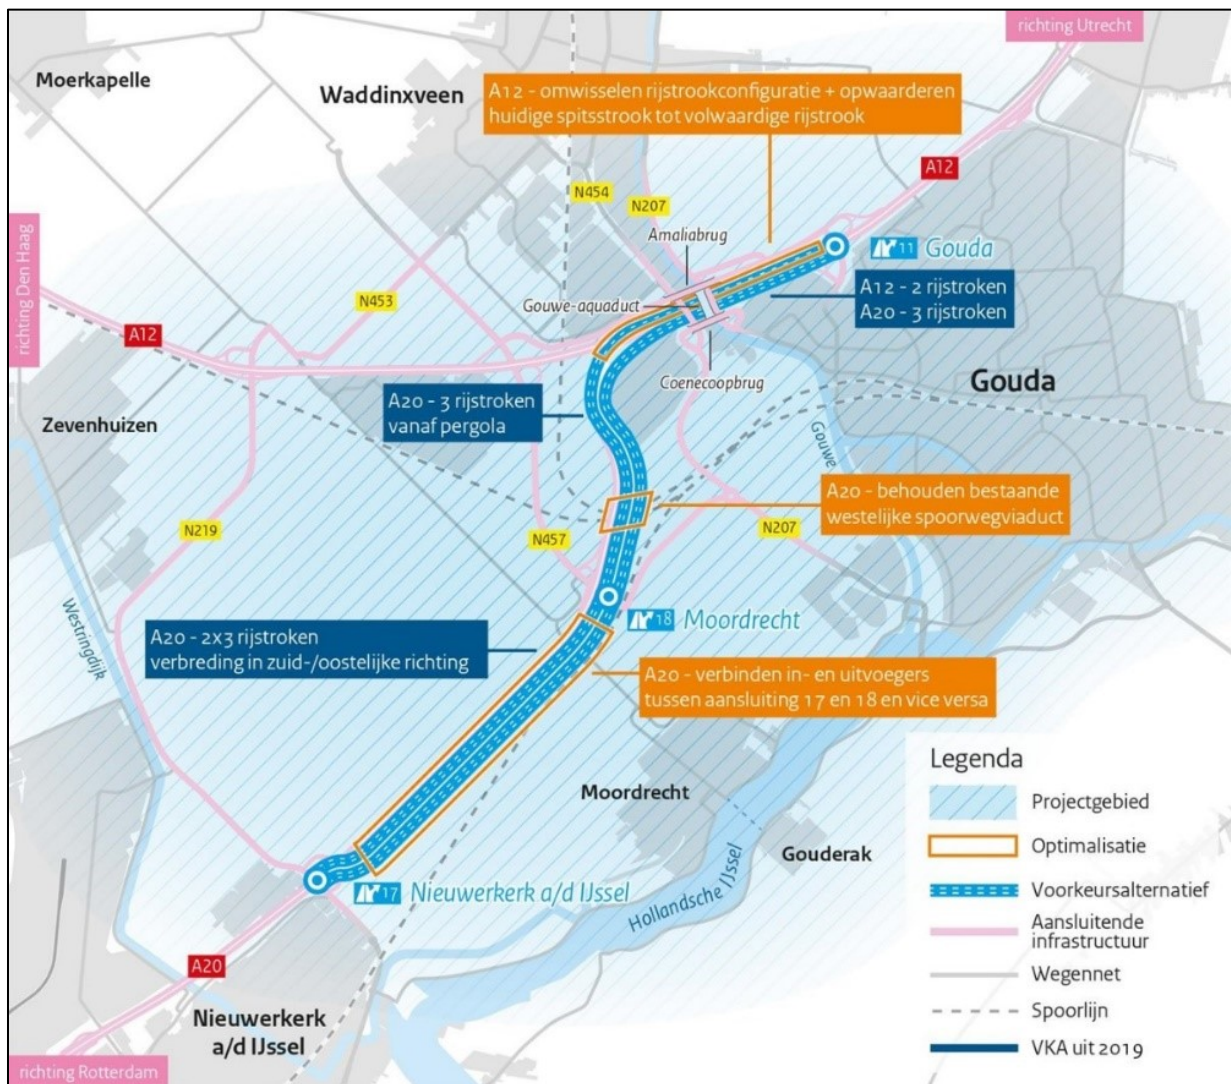 richting Utrecht
Moerkapelle
Waddinxveen
A12 - omwisselen rijstrookconfiguratie + opwaarderen
huidige spitsstrook tot volwaardige rijstrook
A12
N454
N207
Amaliabrug
11 Gouda
richting Den Haag
Gouwe-aquaduct
A12 - 2 rijstroken
A20 - 3 rijstroken
N453
A12
Coenecoopbrug
Gouda
A20 - 3 rijstroken
vanaf pergola
Zevenhuizen
Gouwe
A20 - behouden bestaande
westelijke spoorwegviaduct
N219
N457
N207
Westringdijk
18 Moordrecht
A20 - 2x3 rijstroken
verbreding in zuid-/oostelijke richting
A20 - verbinden in- en uitvoegers
tussen aansluiting 17 en 18 en vice versa
Moordrecht
Gouderak
Hollandsche IJssel
17 Nieuwerkerk a/d IJssel
A20
Nieuwerkerk
a/d IJssel
richting Rotterdam
Legenda
Projectgebied
Optimalisatie
Voorkeursalternatief
Aansluitende
infrastructuur
Wegennet
Spoorlijn
VKA uit 2019